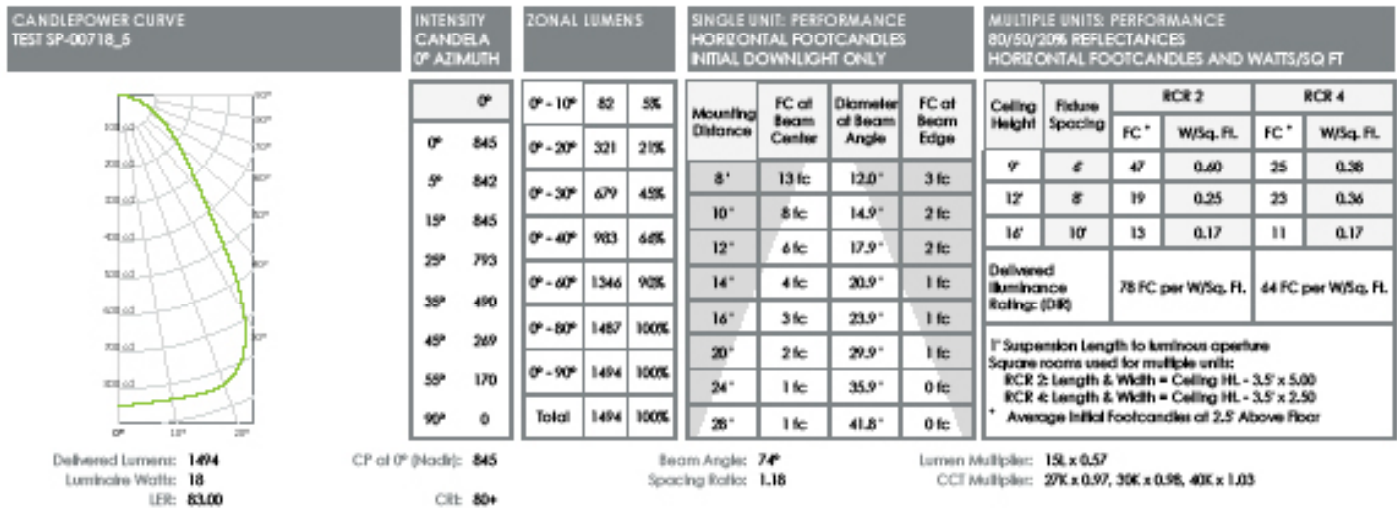 CANDLEPOWER CURVE
TEST SP-00718_5
INTENSITY
CANDELA
0° AZIMUTH
ZONAL LUMENS
SINGLE UNIT: PERFORMANCE
HORIZONTAL FOOTCANDLES
INITIAL DOWNLIGHT ONLY
MULTIPLE UNITS: PERFORMANCE
80/50/20% REFLECTANCES
HORIZONTAL FOOTCANDLES AND WATTS/SQ FT
0° 10° 20°
0°
0° 845
5° 842
15° 845
25° 793
35° 490
45° 269
55° 170
90° 0
0° - 10° 82 5%
0° - 20° 321 21%
0° - 30° 679 45%
0° - 40° 983 66%
0° - 60° 1346 90%
0° - 80° 1487 100%
0° - 90° 1494 100%
Total 1494 100%
Mounting Distance FC at Beam Center Diameter at Beam Angle FC at Beam Edge
8' 13 fc 12.0' 3 fc
10' 8 fc 14.9' 2 fc
12' 6 fc 17.9' 2 fc
14' 4 fc 20.9' 1 fc
16' 3 fc 23.9' 1 fc
20' 2 fc 29.9' 1 fc
24' 1 fc 35.9' 0 fc
28' 1 fc 41.8' 0 fc
Ceiling Height Fixture Spacing RCR 2 RCR 4
FC * W/Sq. Ft. FC * W/Sq. Ft.
9' 6' 47 0.60 25 0.38
12' 8' 19 0.25 23 0.36
16' 10' 13 0.17 11 0.17
Delivered Illuminance Rating: (DIR) 78 FC per W/Sq. Ft. 64 FC per W/Sq. Ft.
1' Suspension Length to luminous aperture
Square rooms used for multiple units:
RCR 2: Length & Width = Ceiling Ht. - 3.5' x 5.00
RCR 4: Length & Width = Ceiling Ht. - 3.5' x 2.50
* Average Initial Footcandles at 2.5' Above Floor
Delivered Lumens: 1494
Luminaire Watts: 18
LER: 83.00
CP at 0° (Nadir): 845
CRI: 80+
Beam Angle: 74°
Spacing Ratio: 1.18
Lumen Multiplier: 15L x 0.57
CCT Multiplier: 27K x 0.97, 30K x 0.98, 40K x 1.03